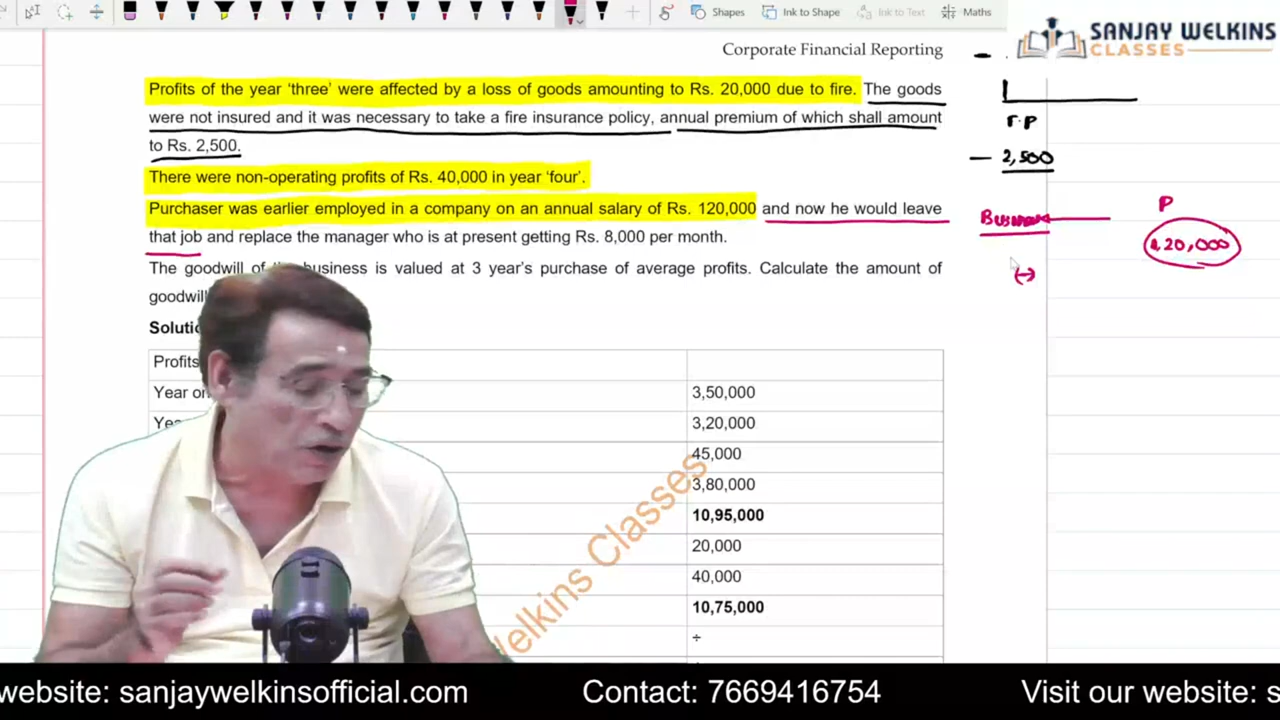 Shapes
Ink to Shape
Ink to Text
Maths
SANJAY WELKINS
CLASSES
Corporate Financial Reporting
Profits of the year ‘three’ were affected by a loss of goods amounting to Rs. 20,000 due to fire. The goods
were not insured and it was necessary to take a fire insurance policy, annual premium of which shall amount
to Rs. 2,500.
r.p
- 2,500
There were non-operating profits of Rs. 40,000 in year ‘four’.
Purchaser was earlier employed in a company on an annual salary of Rs. 120,000 and now he would leave
that job and replace the manager who is at present getting Rs. 8,000 per month.
Business
P
120,000
(-)
The goodwill of business is valued at 3 year’s purchase of average profits. Calculate the amount of
goodwill
Soluti
Profits
Year on
3,50,000
Yea
3,20,000
45,000
3,80,000
10,95,000
20,000
40,000
10,75,000
÷
elkins Classes
website: sanjaywelkinsofficial.com
Contact: 7669416754
Visit our website: s